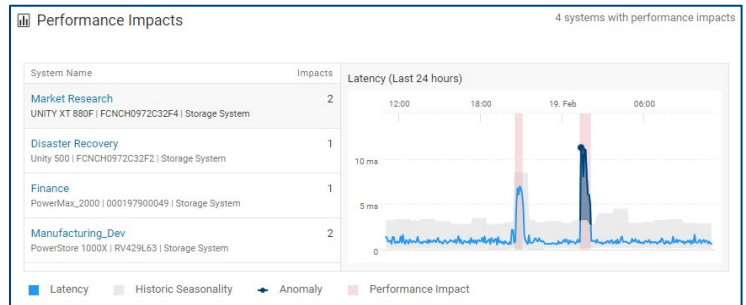 Performance Impacts
4 systems with performance impacts
System Name Impacts
Market Research 2
UNITY XT 880F | FCNCH0972C32F4 | Storage System
Disaster Recovery 1
Unity 500 | FCNCH0972C32F2 | Storage System
Finance 1
PowerMax_2000 | 000197900049 | Storage System
Manufacturing_Dev 2
PowerStore 1000X | RV429L63 | Storage System
Latency (Last 24 hours)
12:00 18:00 19. Feb 06:00
10 ms
5 ms
0
Latency Historic Seasonality Anomaly Performance Impact